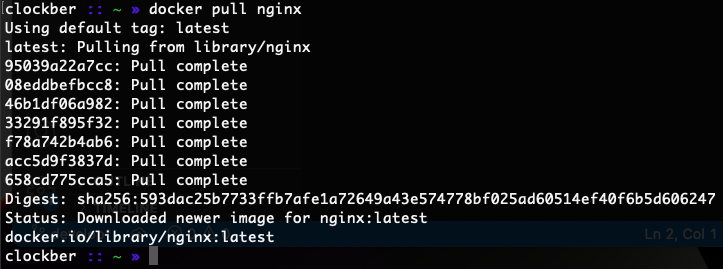 clockber :: ~ » docker pull nginx
Using default tag: latest
latest: Pulling from library/nginx
95039a22a7cc: Pull complete
08eddbefbcc8: Pull complete
46b1df06a982: Pull complete
33291f895f32: Pull complete
f78a742b4ab6: Pull complete
acc5d9f3837d: Pull complete
658cd775cca5: Pull complete
Digest: sha256:593dac25b7733ffb7afe1a72649a43e574778bf025ad60514ef40f6b5d606247
Status: Downloaded newer image for nginx:latest
docker.io/library/nginx:latest
Ln 2, Col 1
clockber :: ~ »